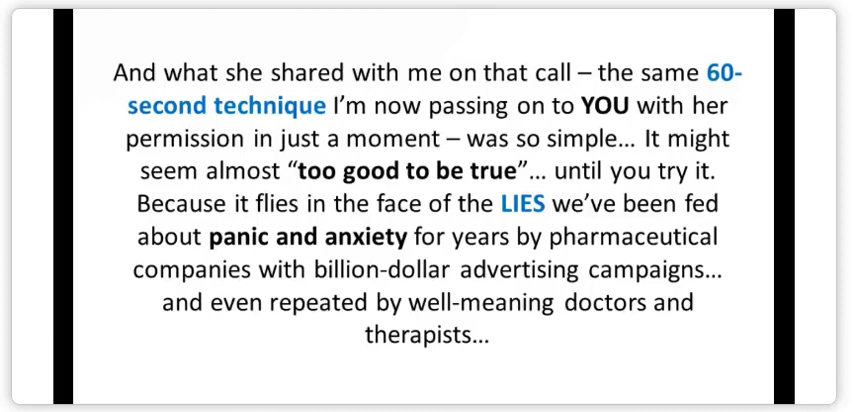 And what she shared with me on that call – the same 60-
second technique I’m now passing on to YOU with her
permission in just a moment – was so simple... It might
seem almost “too good to be true”... until you try it.
Because it flies in the face of the LIES we’ve been fed
about panic and anxiety for years by pharmaceutical
companies with billion-dollar advertising campaigns...
and even repeated by well-meaning doctors and
therapists...